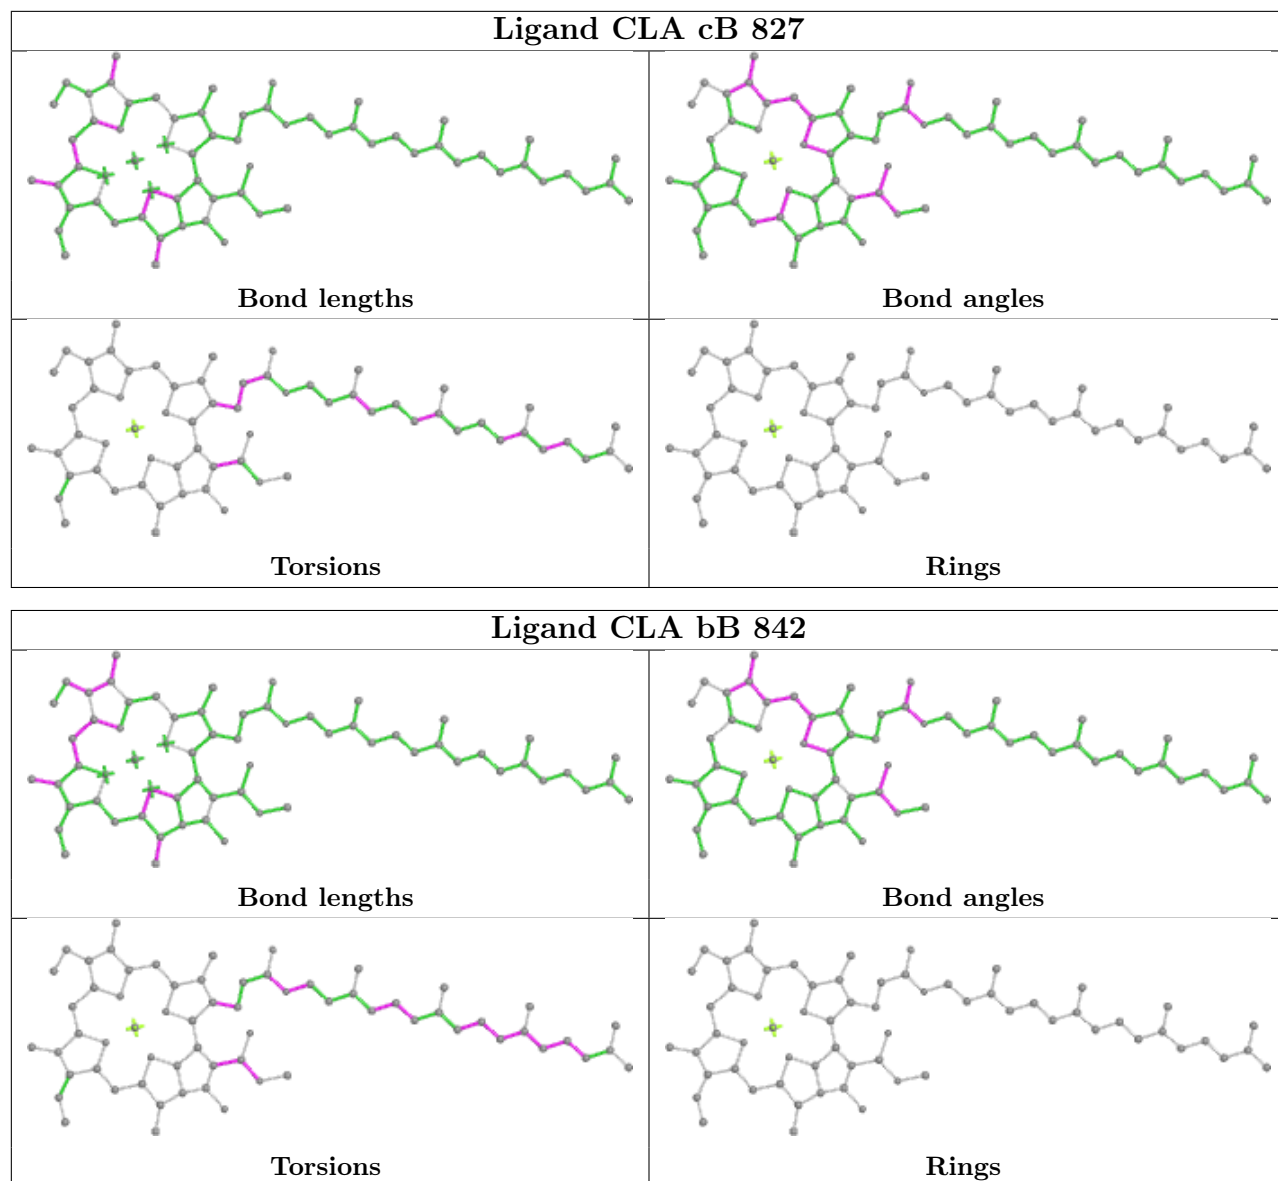 Ligand CLA cB 827
Bond lengths
Bond angles
Torsions
Rings
Ligand CLA bB 842
Bond lengths
Bond angles
Torsions
Rings